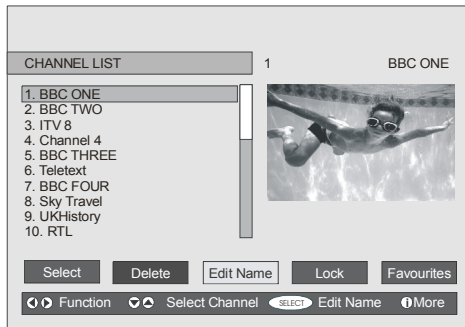 CHANNEL LIST
1 BBC ONE
1. BBC ONE
2. BBC TWO
3. ITV 8
4. Channel 4
5. BBC THREE
6. Teletext
7. BBC FOUR
8. Sky Travel
9. UKHistory
10. RTL
Select Delete Edit Name Lock Favourites
Function Select Channel SELECT Edit Name i More